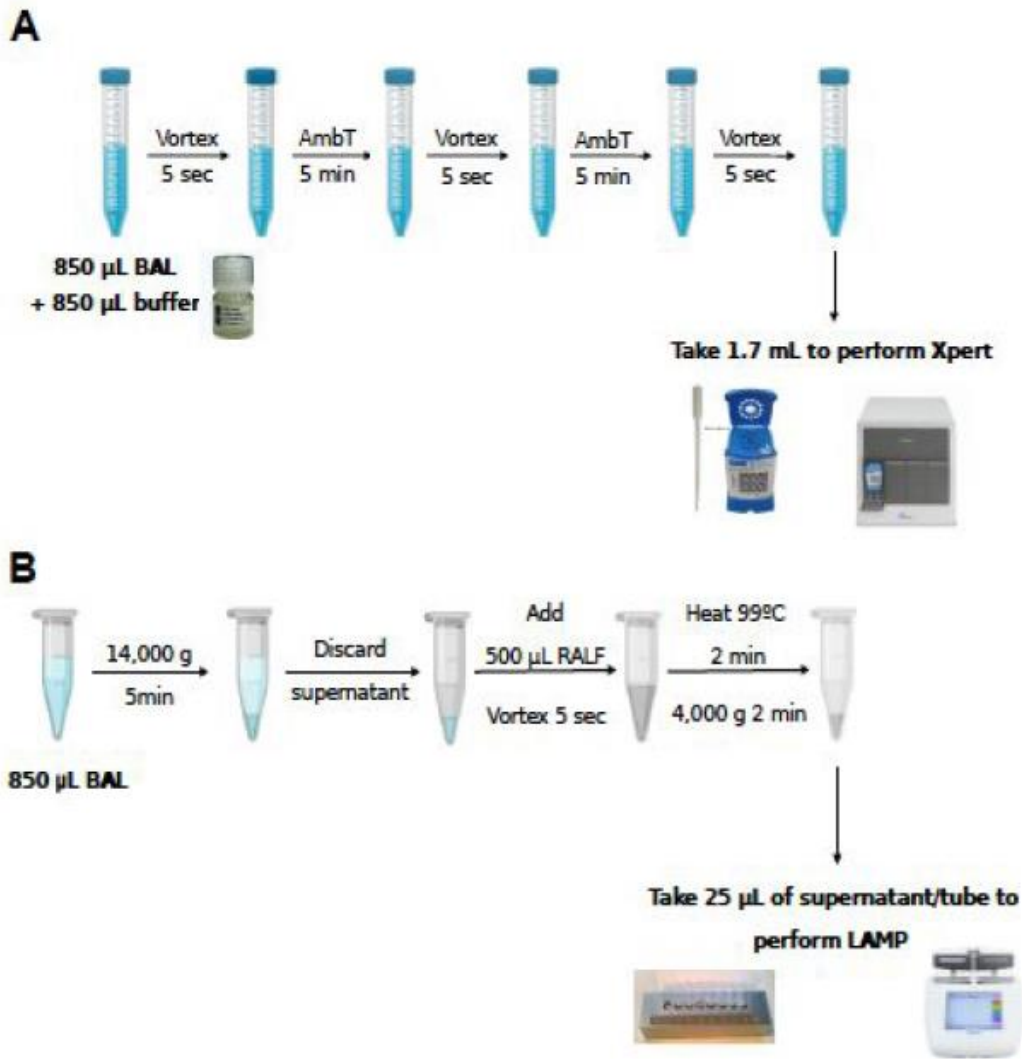 A
Vortex
5 sec
AmbT
5 min
Vortex
5 sec
AmbT
5 min
Vortex
5 sec
850 µL BAL
+ 850 µL buffer
Take 1.7 mL to perform Xpert
B
14,000 g
5min
Discard
supernatant
Add
500 µL RALF
Vortex 5 sec
Heat 99ºC
2 min
4,000 g 2 min
850 µL BAL
Take 25 µL of supernatant/tube to
perform LAMP